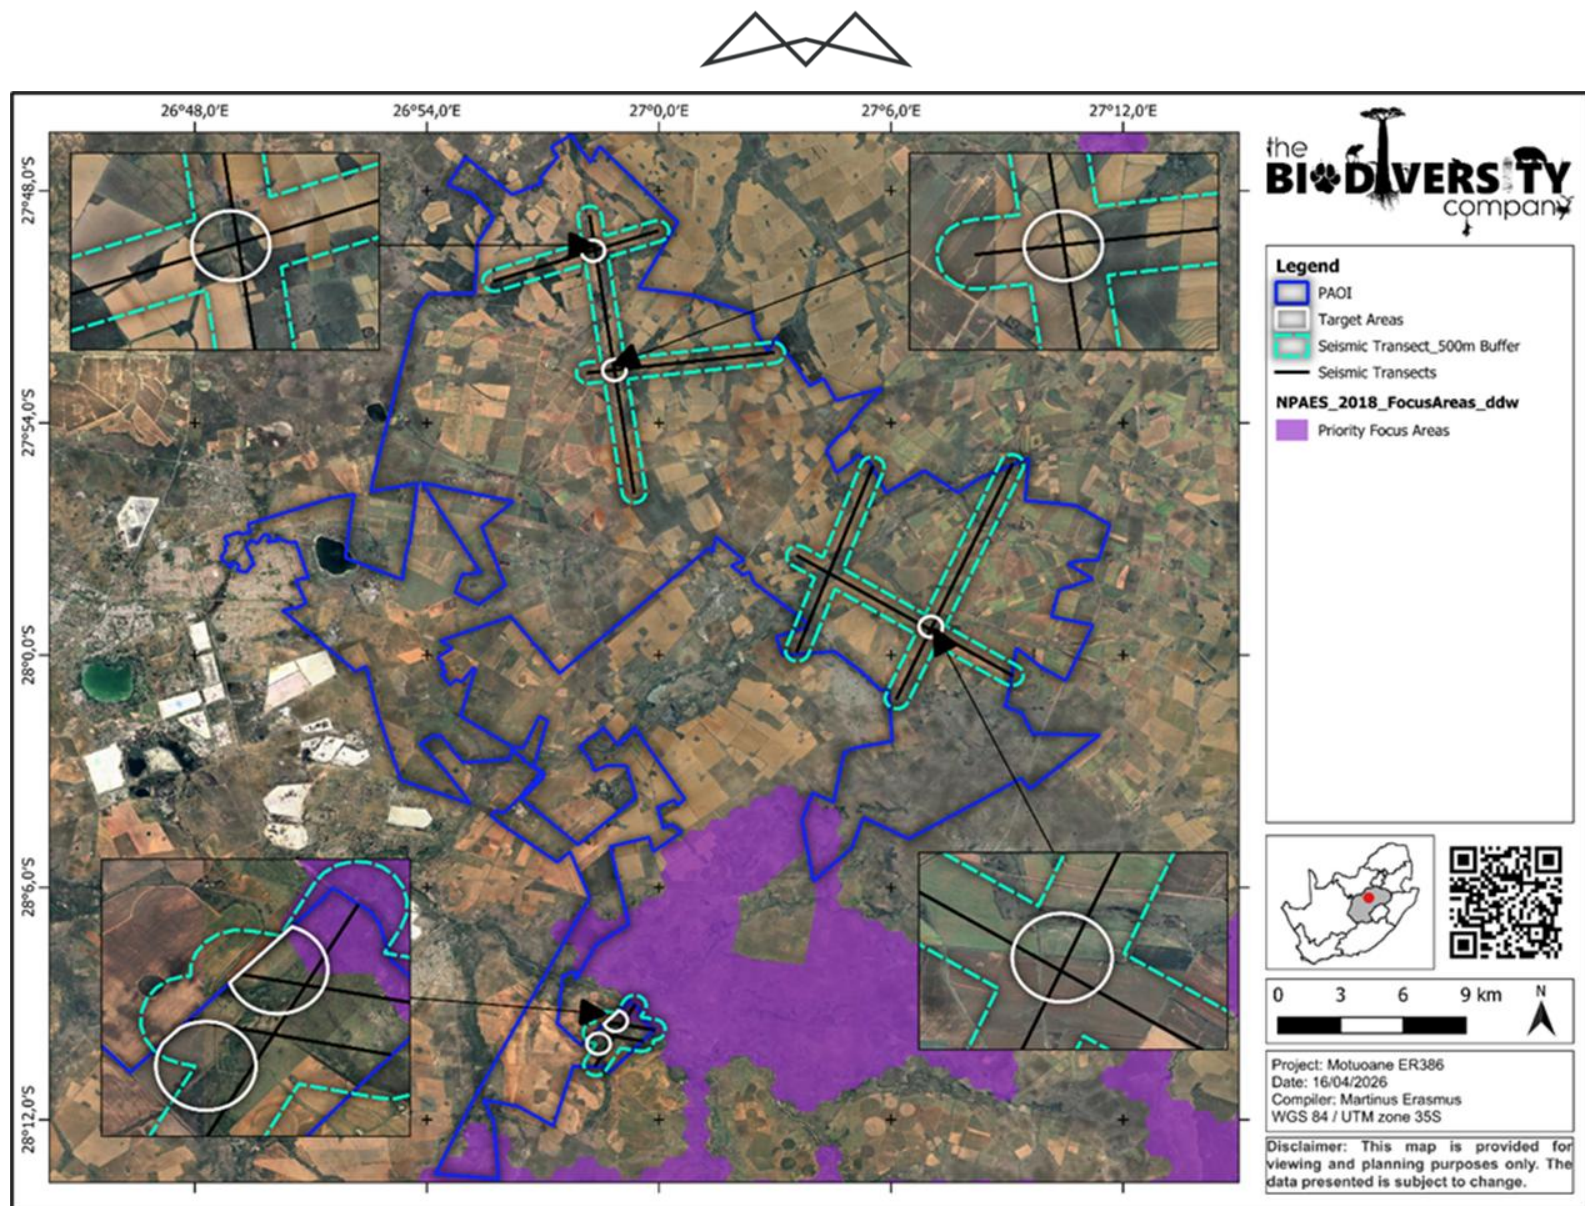 26°48,0'E 26°54,0'E 27°0,0'E 27°6,0'E 27°12,0'E
27°48,0'S
27°54,0'S
28°0,0'S
28°6,0'S
28°12,0'S
the
BIODIVERSITY
company
Legend
PAOI
Target Areas
Seismic Transect_500m Buffer
Seismic Transects
NPAES_2018_FocusAreas_ddw
Priority Focus Areas
0 3 6 9 km N
Project: Motuoane ER386
Date: 16/04/2026
Compiler: Martinus Erasmus
WGS 84 / UTM zone 35S
Disclaimer: This map is provided for
viewing and planning purposes only. The
data presented is subject to change.